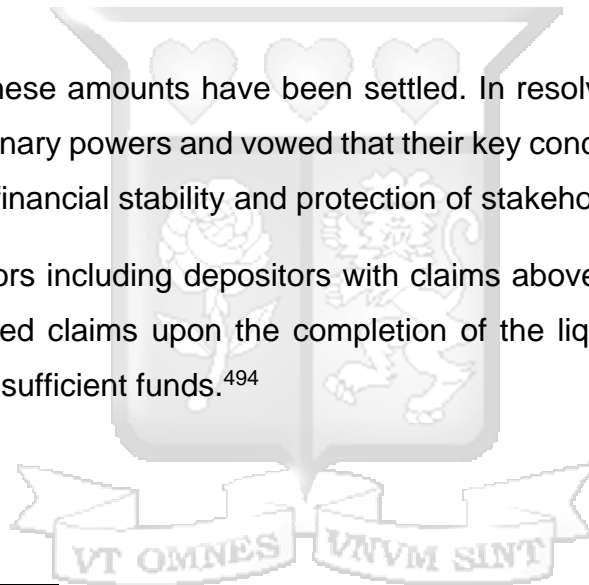 hese amounts have been settled. In resolv
nary powers and vowed that their key conc
financial stability and protection of stakeho
ors including depositors with claims above
ed claims upon the completion of the liq
sufficient funds.494
VT OMNES VNVM SINT